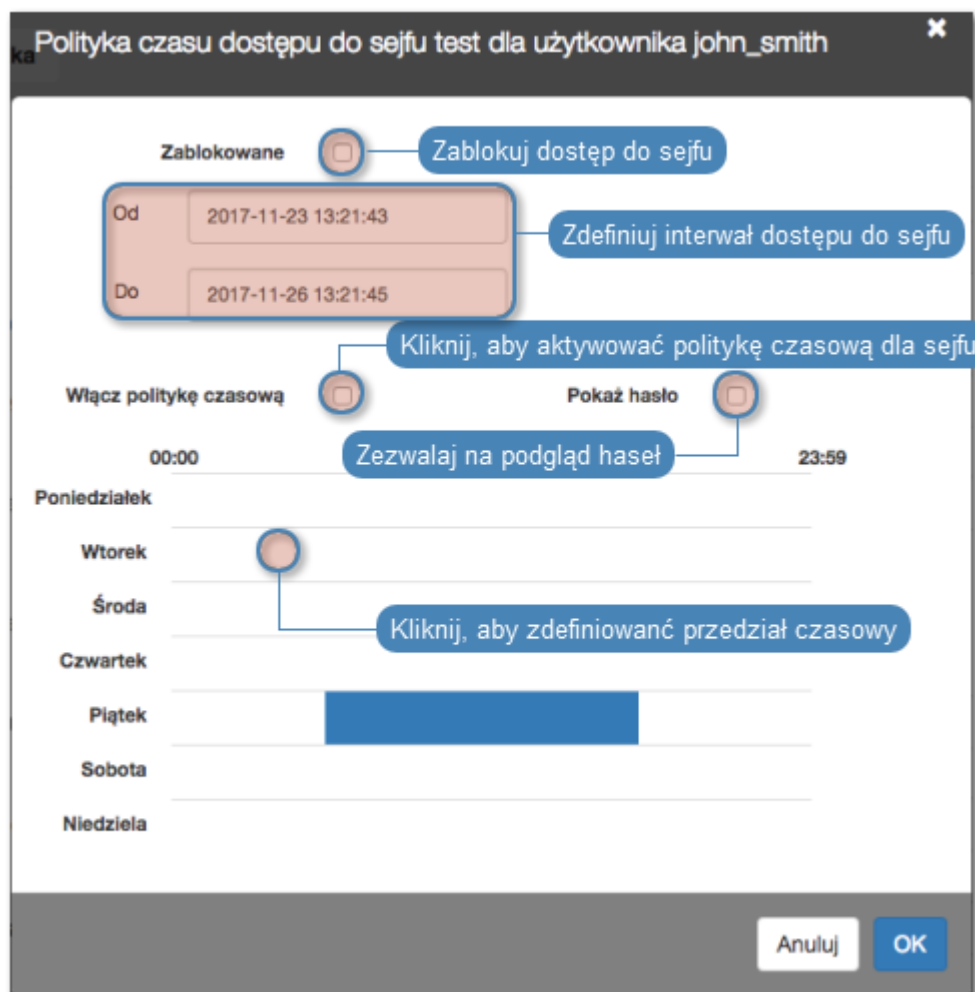 ka
Polityka czasu dostępu do sejfu test dla użytkownika john_smith
Zablokowane
Zablokuj dostęp do sejfu
Od
2017-11-23 13:21:43
Zdefiniuj interwał dostępu do sejfu
Do
2017-11-26 13:21:45
Kliknij, aby aktywować politykę czasową dla sejfu
Włącz politykę czasową
Pokaż hasło
Zezwalaj na podgląd haseł
00:00
23:59
Poniedziałek
Wtorek
Środa
Kliknij, aby zdefiniowanć przedział czasowy
Czwartek
Piątek
Sobota
Niedziela
Anuluj
OK